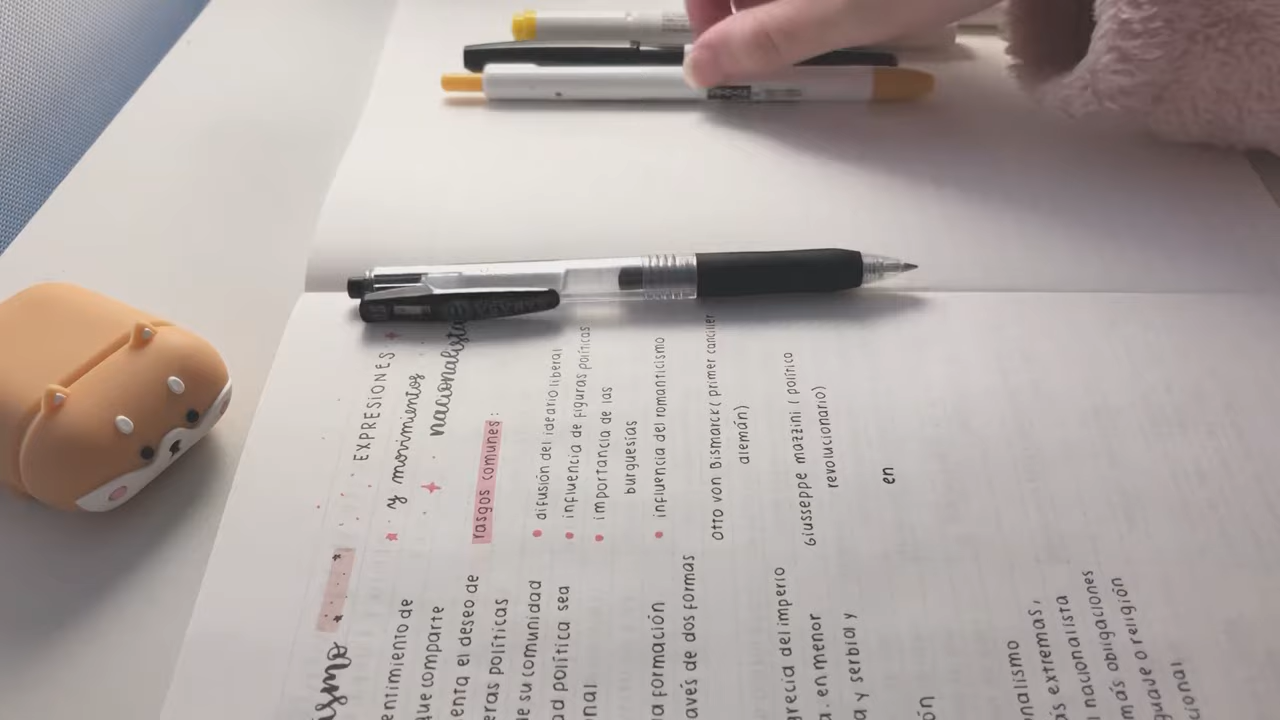 ismo
enimiento de
que comparte
enta el deseo de
eras políticas
e su comunidad
ad política sea
nal
a formación
avés de dos formas
grecia del imperio
a. en menor
a y serbia) y
ón
nalismo
ás extremas,
nacionalista
más obligaciones
guaje o religión
cional
EXPRESIONES
y movimientos
nacionalista
rasgos comunes:
• difusión del ideario liberal
• influencia de figuras políticas
• importancia de las
burguesías
• influencia del romanticismo
otto von Bismarck ( primer canciller
alemán)
Giusseppe mazzini ( político
revolucionario)
en